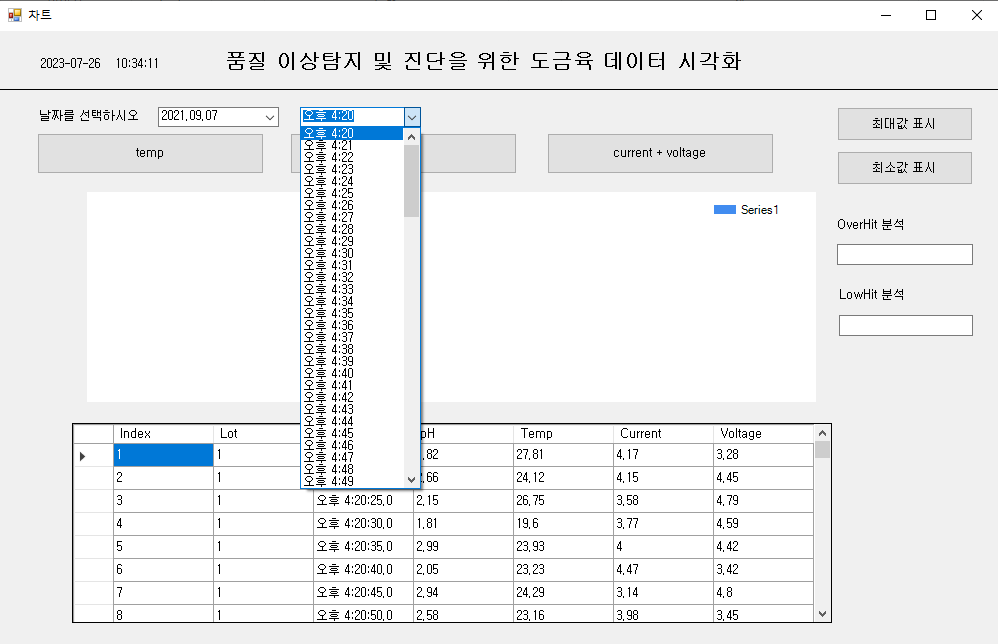 차트
2023-07-26 10:34:11
품질 이상탐지 및 진단을 위한 도금욕 데이터 시각화
날짜를 선택하시오 2021.09.07 오후 4:20
최대값 표시
temp current + voltage
최소값 표시
오후 4:20
오후 4:21
오후 4:22
오후 4:23
오후 4:24
오후 4:25
오후 4:26
오후 4:27
오후 4:28
오후 4:29
오후 4:30
오후 4:31
오후 4:32
오후 4:33
오후 4:34
오후 4:35
오후 4:36
오후 4:37
오후 4:38
오후 4:39
오후 4:40
오후 4:41
오후 4:42
오후 4:43
오후 4:44
오후 4:45
오후 4:46
오후 4:47
오후 4:48
오후 4:49
Series1
OverHit 분석
LowHit 분석
Index Lot pH Temp Current Voltage
1 1 .82 27.81 4.17 3.28
2 1 .66 24.12 4.15 4.45
3 1 오후 4:20:25.0 2.15 26.75 3.58 4.79
4 1 오후 4:20:30.0 1.81 19.6 3.77 4.59
5 1 오후 4:20:35.0 2.99 23.93 4 4.42
6 1 오후 4:20:40.0 2.05 23.23 4.47 3.42
7 1 오후 4:20:45.0 2.94 24.29 3.14 4.8
8 1 오후 4:20:50.0 2.58 23.16 3.98 3.45